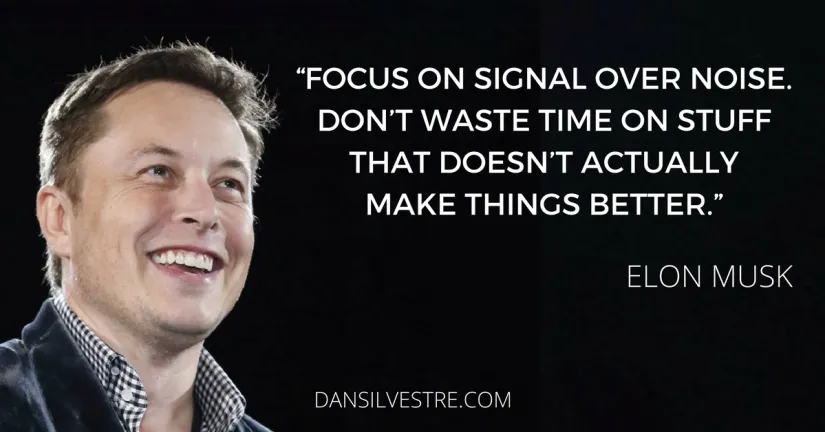 “FOCUS ON SIGNAL OVER NOISE.
DON’T WASTE TIME ON STUFF
THAT DOESN’T ACTUALLY
MAKE THINGS BETTER.”
ELON MUSK
DANSILVESTRE.COM